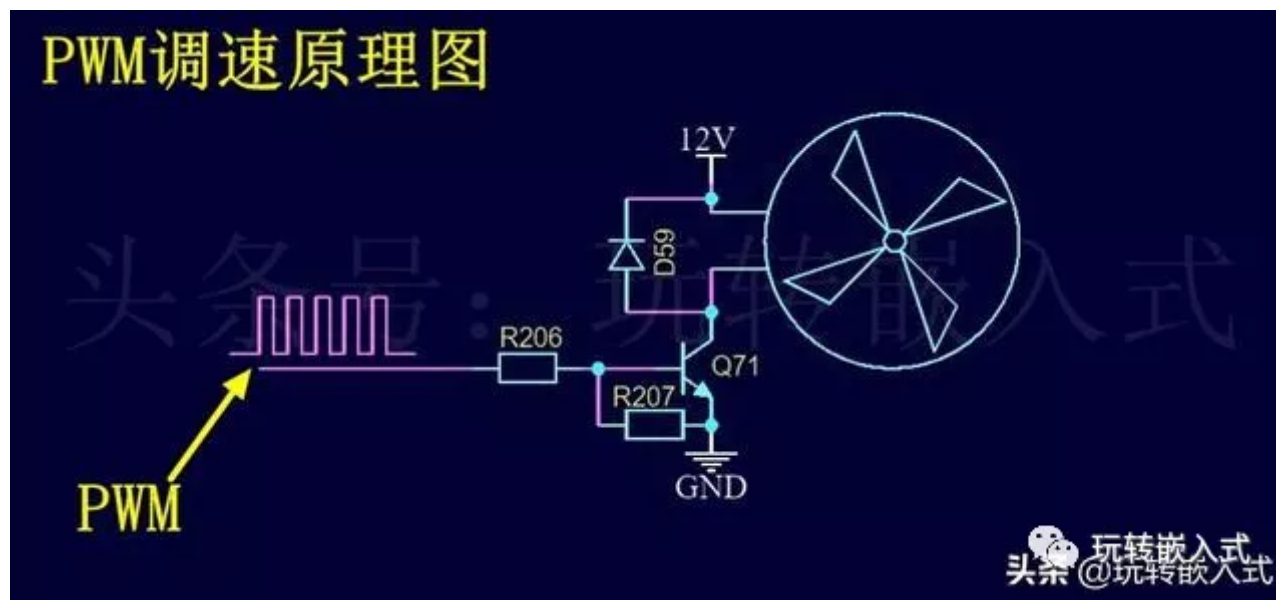 PWM调速原理图
12V
D59
头条号：玩转嵌入式
R206
Q71
R207
GND
PWM
玩转嵌入式
头条 @玩转嵌入式